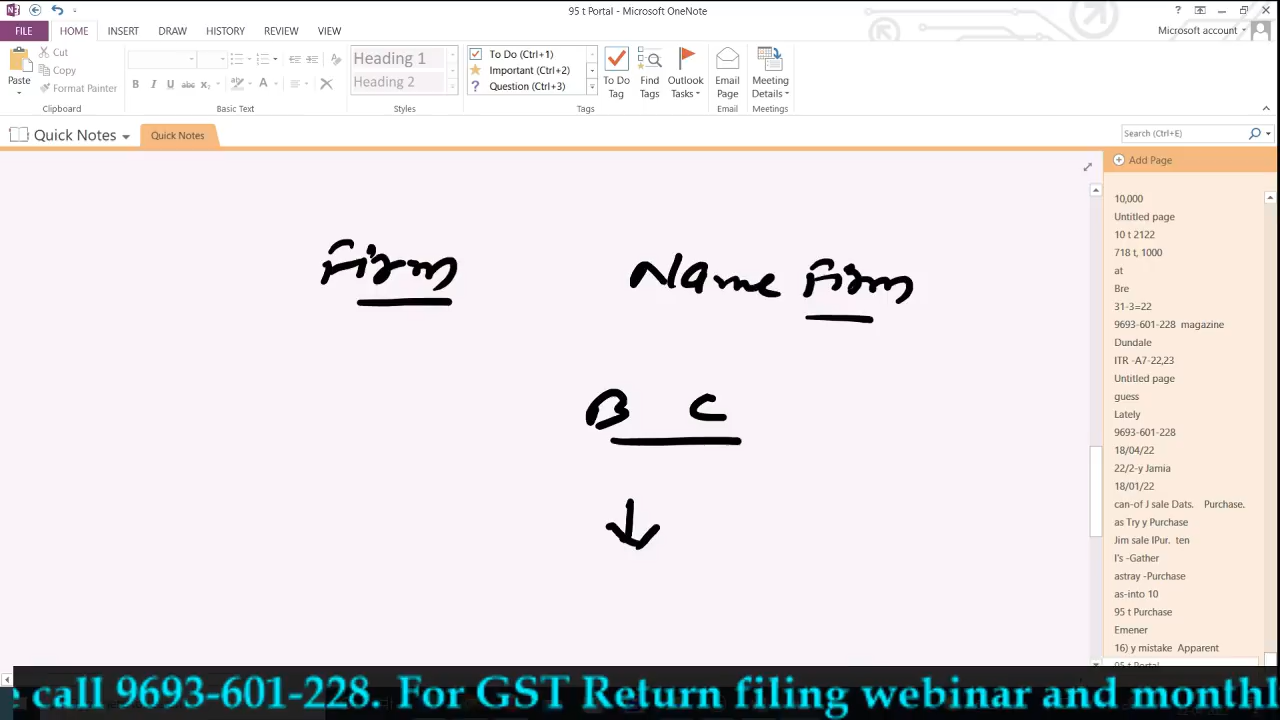 95 t Portal - Microsoft OneNote
?
FILE HOME INSERT DRAW HISTORY REVIEW VIEW
Microsoft account
Paste
Cut
Copy
Format Painter
Clipboard
B I U abc X₂ A
Basic Text
Heading 1
Heading 2
Styles
To Do (Ctrl+1)
Important (Ctrl+2)
Question (Ctrl+3)
To Do Tag
Find Tags
Outlook Tasks
Tags
Email Page
Email
Meeting Details
Meetings
Quick Notes
Quick Notes
Search (Ctrl+E)
Add Page
Firm Name Firm
B C
10,000
Untitled page
10 t 2122
718 t, 1000
at
Bre
31-3=22
9693-601-228 magazine
Dundale
ITR -A7-22,23
Untitled page
guess
Lately
9693-601-228
18/04/22
22/2-y Jamia
18/01/22
can-of J sale Dats. Purchase.
as Try y Purchase
Jim sale IPur. ten
I's -Gather
astray -Purchase
as-into 10
95 t Purchase
Emener
16) y mistake Apparent
95 t Portal
call 9693-601-228. For GST Return filing webinar and monthl